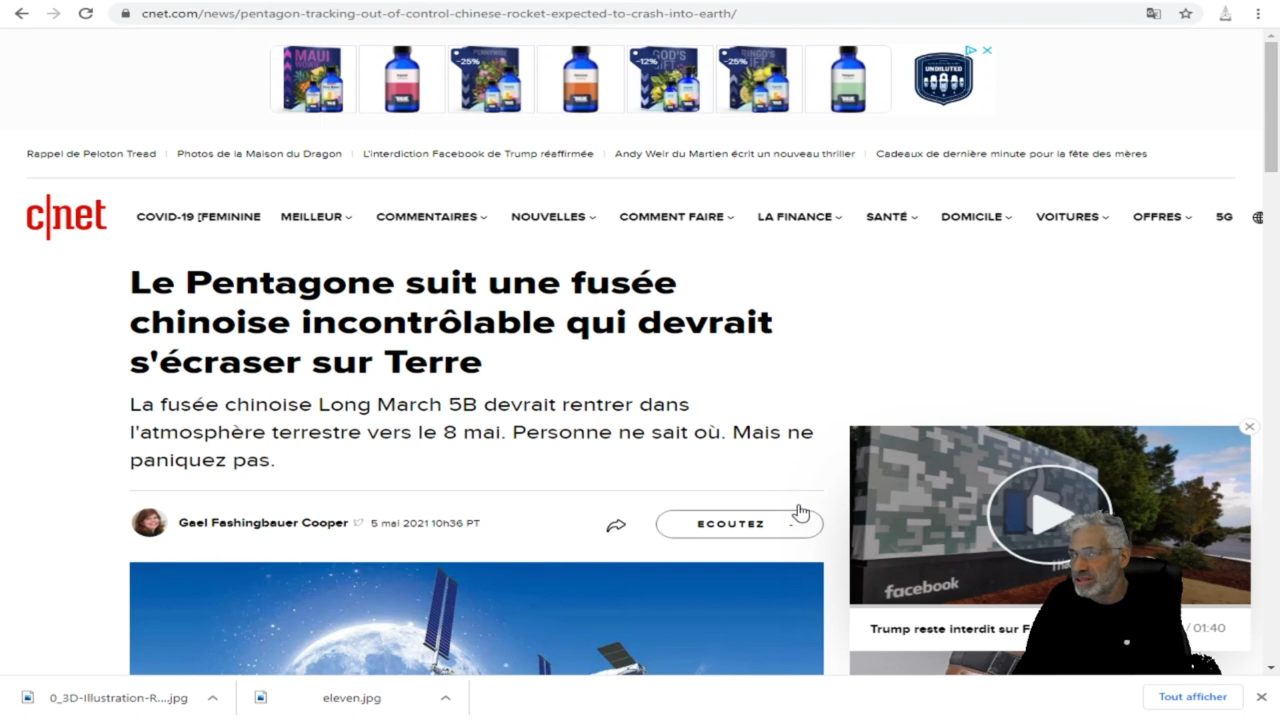 cnet.com/news/pentagon-tracking-out-of-control-chinese-rocket-expected-to-crash-into-earth/
MAUI
-25%
-12%
GOD'S
-25%
UNDILUTED
Rappel de Peloton Tread
Photos de la Maison du Dragon
L'interdiction Facebook de Trump réaffirmée
Andy Weir du Martien écrit un nouveau thriller
Cadeaux de dernière minute pour la fête des mères
c|net
COVID-19 [FEMININE
MEILLEUR
COMMENTAIRES
NOUVELLES
COMMENT FAIRE
LA FINANCE
SANTÉ
DOMICILE
VOITURES
OFFRES
5G
Le Pentagone suit une fusée
chinoise incontrôlable qui devrait
s'écraser sur Terre
La fusée chinoise Long March 5B devrait rentrer dans
l'atmosphère terrestre vers le 8 mai. Personne ne sait où. Mais ne
paniquez pas.
Gael Fashingbauer Cooper
5 mai 2021 10h36 PT
ECOUTEZ
facebook
Trump reste interdit sur F
/ 01:40
0_3D-Illustration-R....jpg
eleven.jpg
Tout afficher